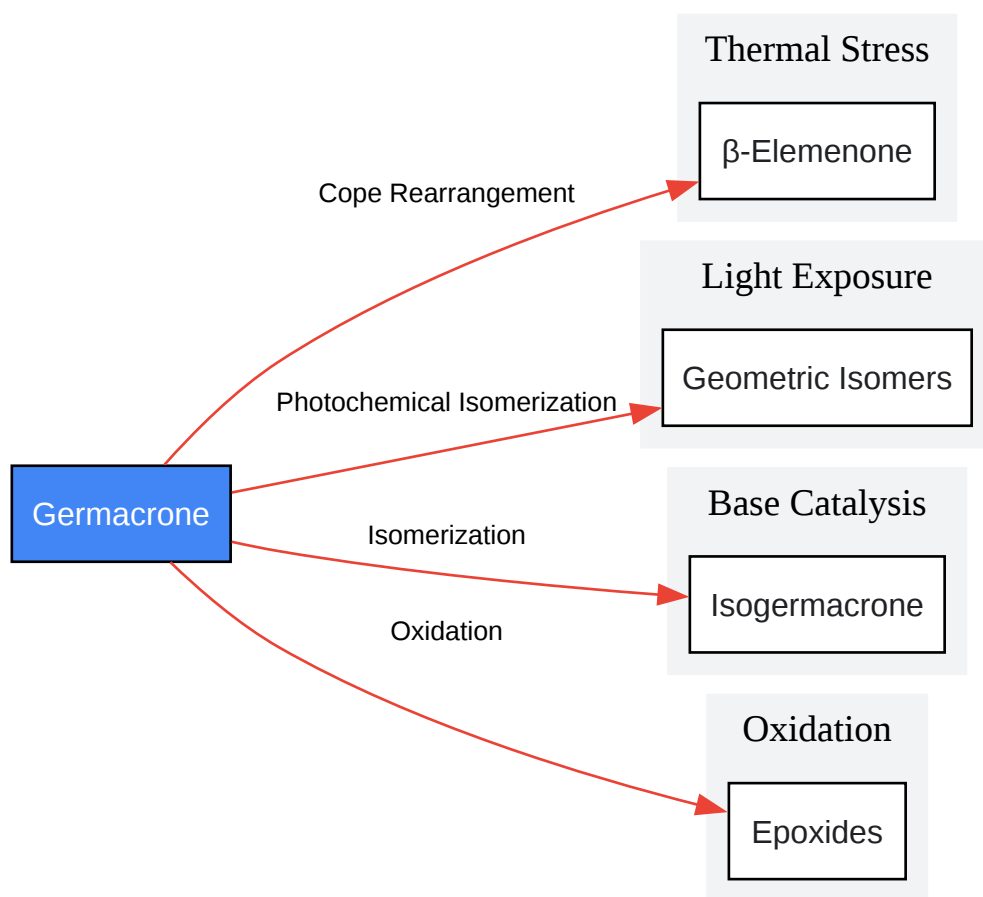 Thermal Stress
β-Elemenone
Cope Rearrangement
Light Exposure
Geometric Isomers
Photochemical Isomerization
Germacrone
Base Catalysis
Isomerization
Isogermacrone
Oxidation
Oxidation
Epoxides